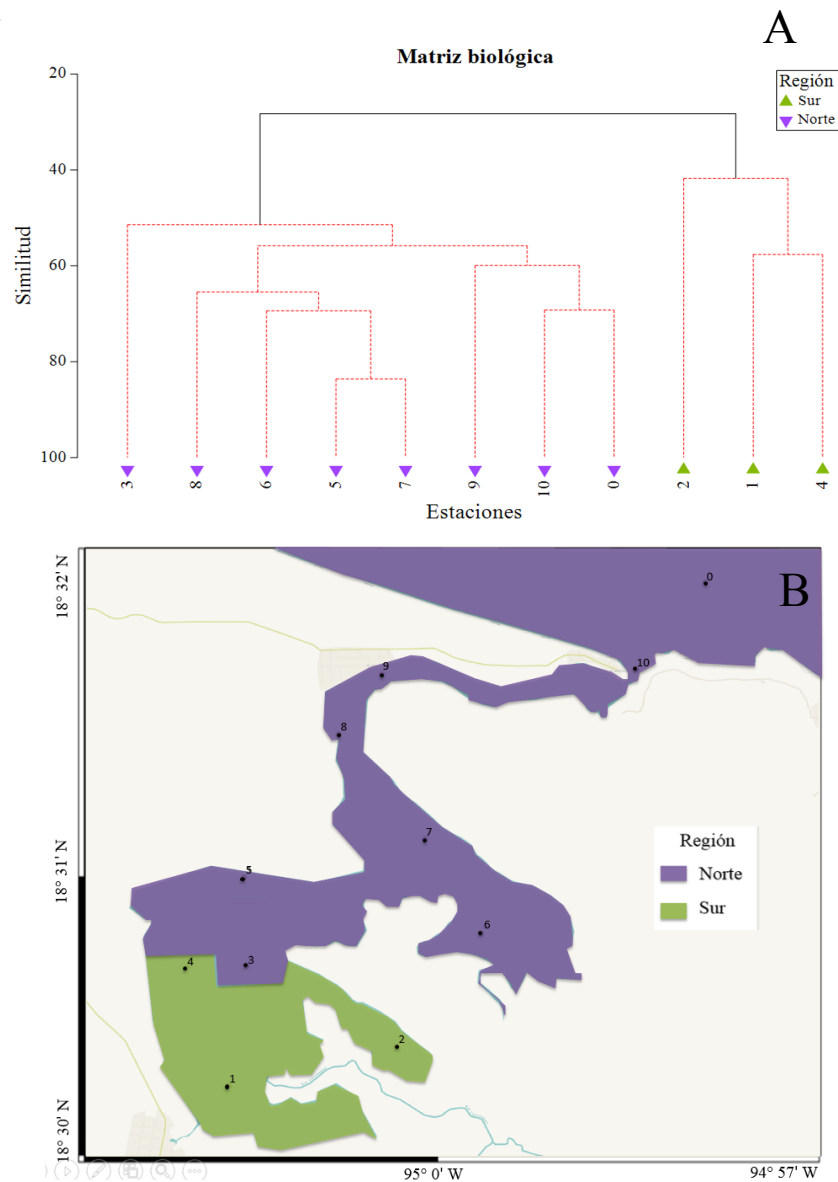 A
Matriz biológica
Región
Sur
Norte
Similitud
20
40
60
80
100
3 8 6 5 7 9 10 0 2 1 4
Estaciones
B
18° 32' N
18° 31' N
18° 30' N
0
10
9
8
7
5
6
4
3
2
1
Región
Norte
Sur
95° 0' W
94° 57' W